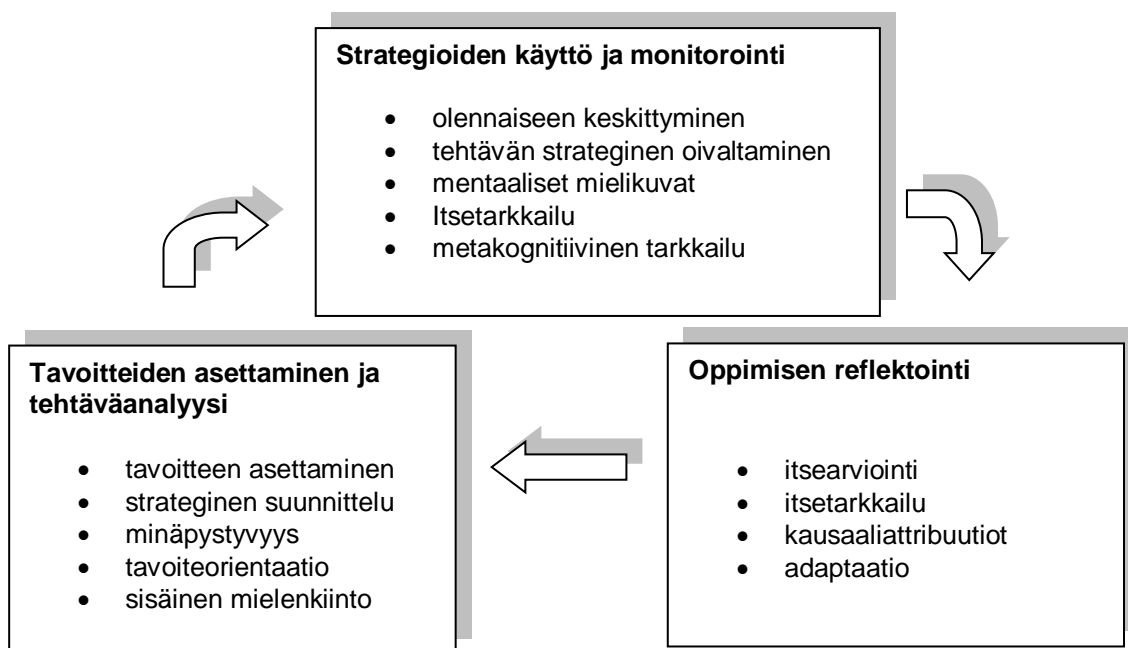 Strategioiden käyttö ja monitorointi
• olennaiseen keskittyminen
• tehtävän strateginen oivaltaminen
• mentaaliset mielikuvat
• Itsetarkkailu
• metakognitiivinen tarkkailu
Tavoitteiden asettaminen ja
tehtäväanalyysi
• tavoitteen asettaminen
• strateginen suunnittelu
• minäpystyvyys
• tavoiteorientaatio
• sisäinen mielenkiinto
Oppimisen reflektointi
• itsearviointi
• itsetarkkailu
• kausaaliattribuutiot
• adaptaatio